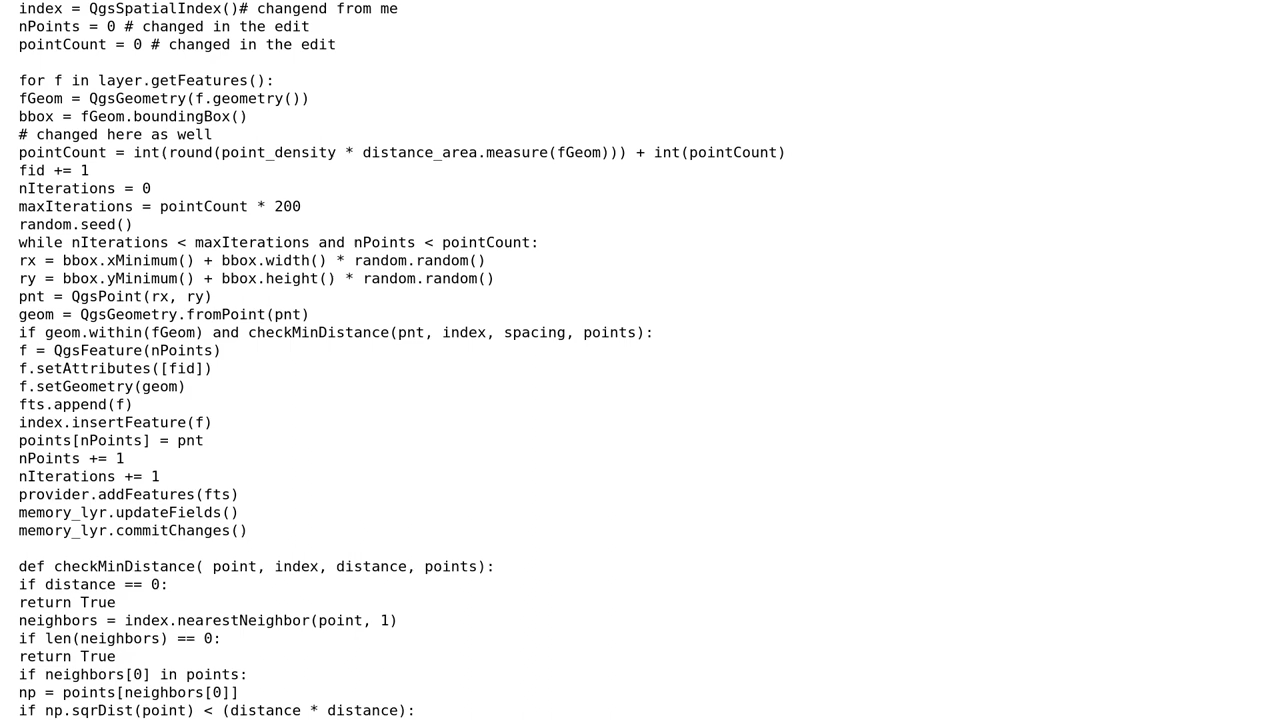 index = QgsSpatialIndex()# changend from me
nPoints = 0 # changed in the edit
pointCount = 0 # changed in the edit

for f in layer.getFeatures():
fGeom = QgsGeometry(f.geometry())
bbox = fGeom.boundingBox()
# changed here as well
pointCount = int(round(point_density * distance_area.measure(fGeom))) + int(pointCount)
fid += 1
nIterations = 0
maxIterations = pointCount * 200
random.seed()
while nIterations < maxIterations and nPoints < pointCount:
rx = bbox.xMinimum() + bbox.width() * random.random()
ry = bbox.yMinimum() + bbox.height() * random.random()
pnt = QgsPoint(rx, ry)
geom = QgsGeometry.fromPoint(pnt)
if geom.within(fGeom) and checkMinDistance(pnt, index, spacing, points):
f = QgsFeature(nPoints)
f.setAttributes([fid])
f.setGeometry(geom)
fts.append(f)
index.insertFeature(f)
points[nPoints] = pnt
nPoints += 1
nIterations += 1
provider.addFeatures(fts)
memory_lyr.updateFields()
memory_lyr.commitChanges()

def checkMinDistance( point, index, distance, points):
if distance == 0:
return True
neighbors = index.nearestNeighbor(point, 1)
if len(neighbors) == 0:
return True
if neighbors[0] in points:
np = points[neighbors[0]]
if np.sqrDist(point) < (distance * distance):